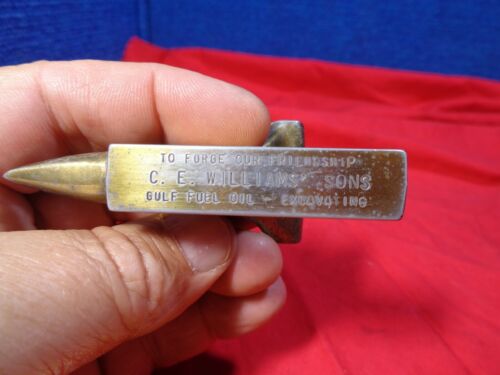 TO FORGE OUR FRIENDSHIP
C. E. WILLIAMS' SONS
GULF FUEL OIL - EXCAVATING